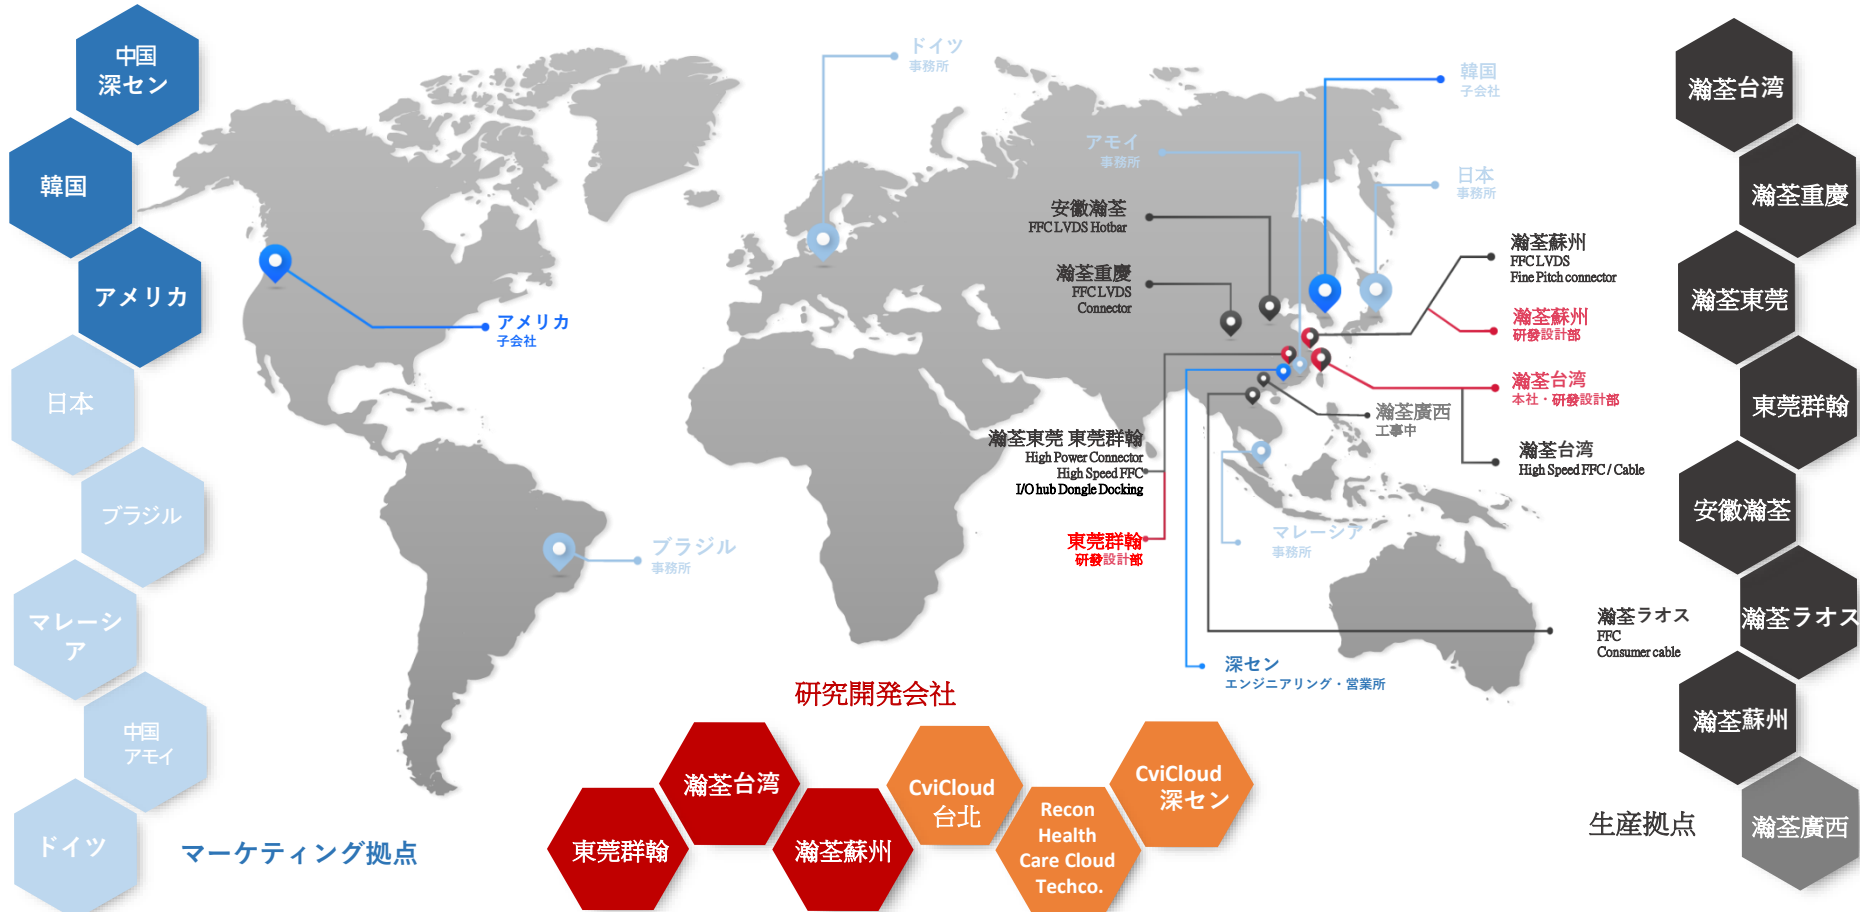 中国
深セン
韓国
アメリカ
日本
ブラジル
マレーシ
ア
中国
アモイ
ドイツ
マーケティング拠点
ドイツ
事務所
韓国
子会社
アモイ
事務所
日本
事務所
安徽瀚荃
FFC LVDS Hotbar
瀚荃重慶
FFC LVDS
Connector
瀚荃蘇州
FFC LVDS
Fine Pitch connector
瀚荃蘇州
研發設計部
瀚荃台湾
本社・研發設計部
瀚荃廣西
工事中
瀚荃台湾
High Speed FFC / Cable
アメリカ
子会社
瀚荃東莞 東莞群翰
High Power Connector
High Speed FFC
I/O hub Dongle Docking
東莞群翰
研發設計部
ブラジル
事務所
マレーシア
事務所
瀚荃ラオス
FFC
Consumer cable
深セン
エンジニアリング・営業所
研究開発会社
東莞群翰
瀚荃台湾
瀚荃蘇州
CviCloud
台北
Recon
Health
Care Cloud
Techco.
CviCloud
深セン
瀚荃台湾
瀚荃重慶
瀚荃東莞
東莞群翰
安徽瀚荃
瀚荃ラオス
瀚荃蘇州
瀚荃廣西
生産拠点